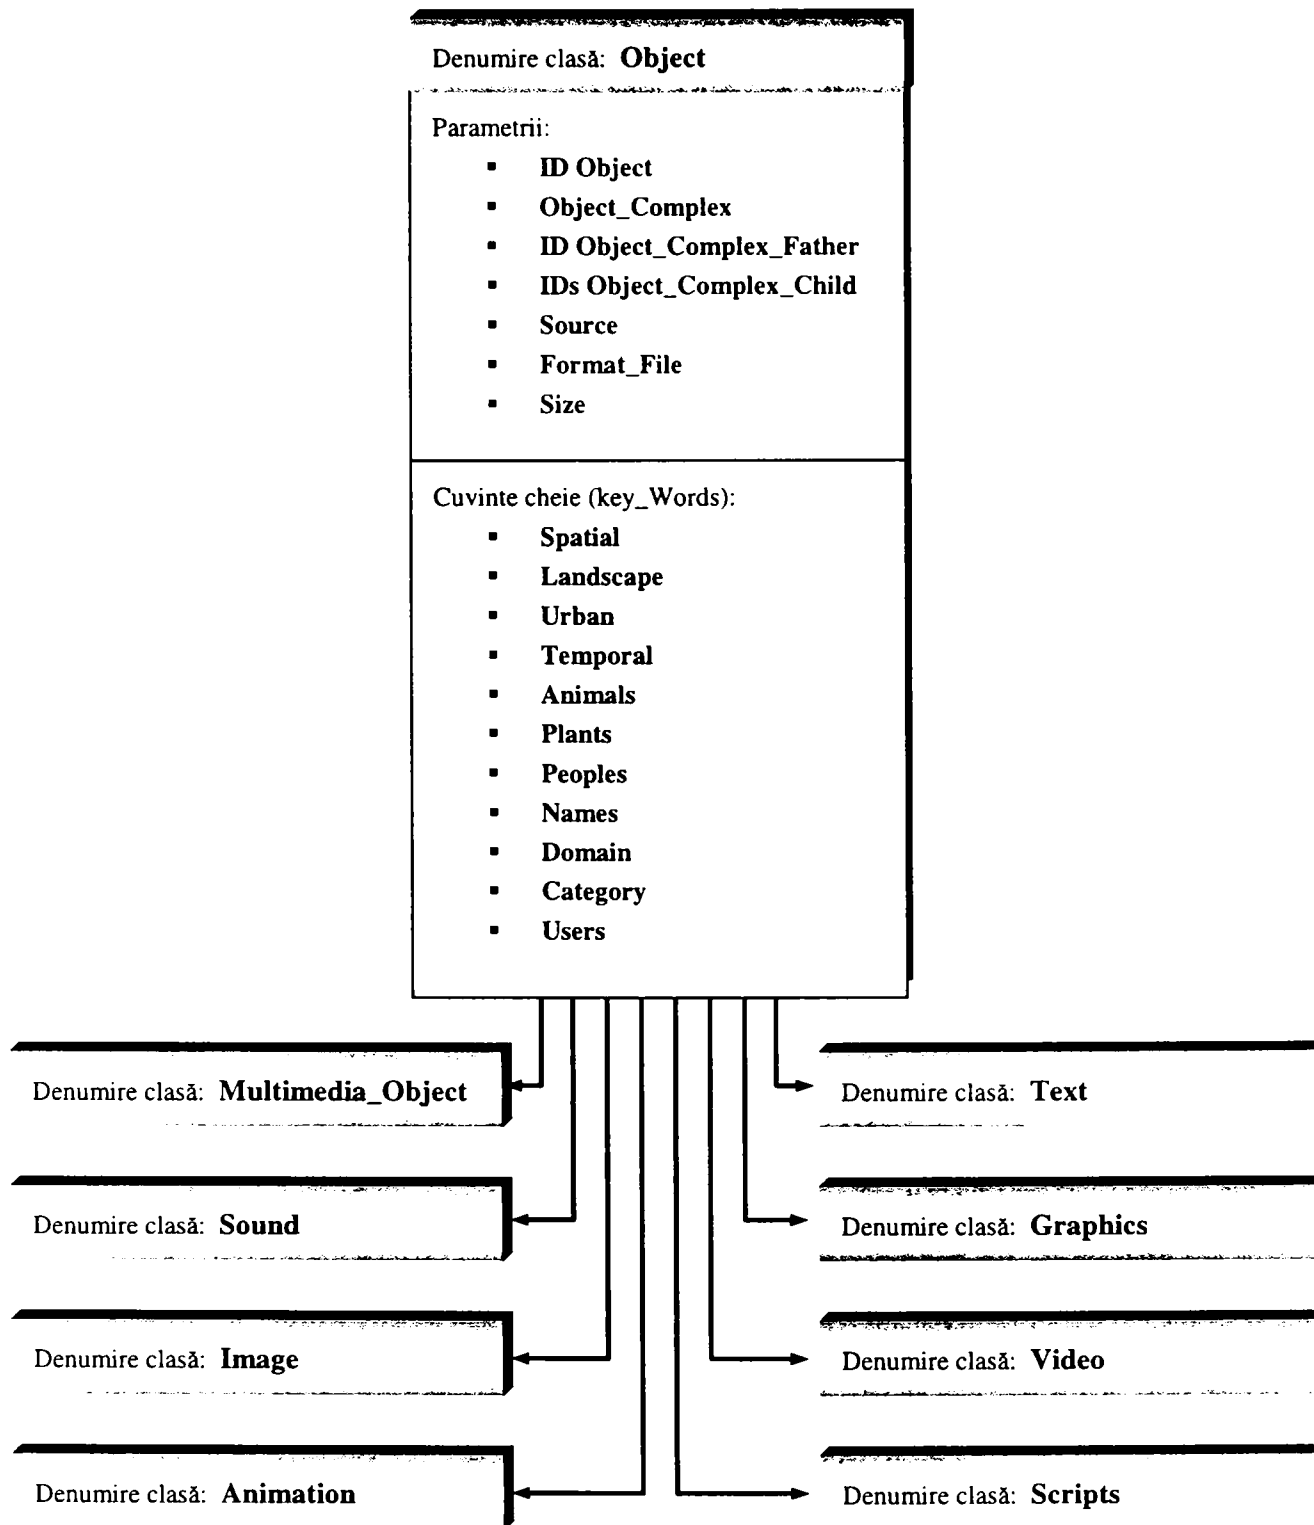 Denumire clasă: Object
Parametrii:
▪ ID Object
▪ Object_Complex
▪ ID Object_Complex_Father
▪ IDs Object_Complex_Child
▪ Source
▪ Format_File
▪ Size
Cuvinte cheie (key_Words):
▪ Spatial
▪ Landscape
▪ Urban
▪ Temporal
▪ Animals
▪ Plants
▪ Peoples
▪ Names
▪ Domain
▪ Category
▪ Users
Denumire clasă: Multimedia_Object
Denumire clasă: Text
Denumire clasă: Sound
Denumire clasă: Graphics
Denumire clasă: Image
Denumire clasă: Video
Denumire clasă: Animation
Denumire clasă: Scripts